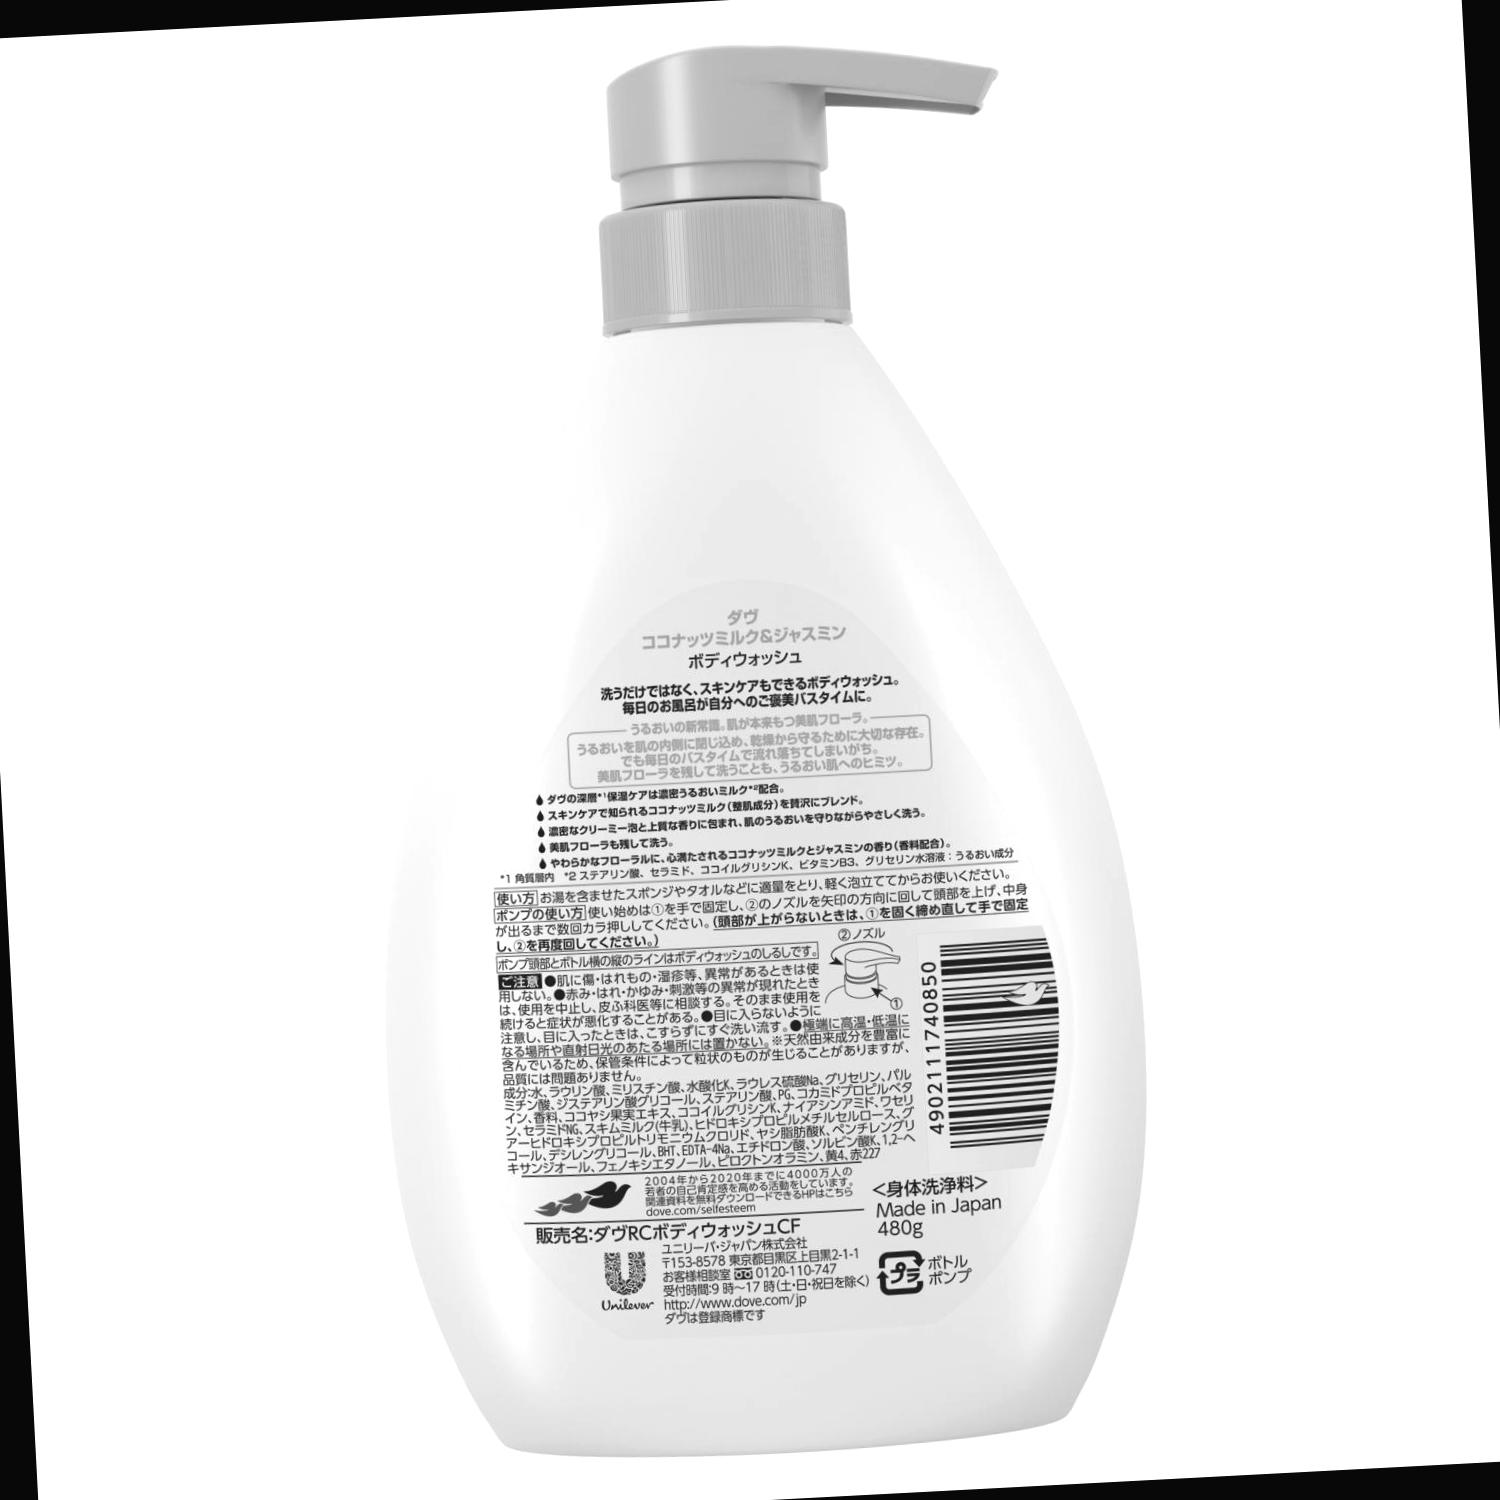 ダヴ
ココナッツミルク&ジャスミン
ボディウォッシュ
洗うだけではなく、スキンケアもできるボディウォッシュ。
毎日のお風呂が自分へのご褒美バスタイムに。
うるおいの新常識。肌が本来もつ美肌フローラ。
うるおいを肌の内側に閉じ込め、乾燥から守るために大切な存在。
でも毎日のバスタイムで流れ落ちてしまいがち。
美肌フローラを残して洗うことも、うるおい肌へのヒミツ。
ダヴの深層*1保湿ケアは濃密うるおいミルク*2配合。
スキンケアで知られるココナッツミルク(整肌成分)を贅沢にブレンド。
濃密なクリーミー泡と上質な香りに包まれ、肌のうるおいを守りながらやさしく洗う。
美肌フローラも残して洗う。
やわらかなフローラルに、心満たされるココナッツミルクとジャスミンの香り(香料配合)。
*1 角質層内 *2 ステアリン酸、セラミド、ココイルグリシンK、ビタミンB3、グリセリン水溶液:うるおい成分
使い方 お湯を含ませたスポンジやタオルなどに適量をとり、軽く泡立ててからお使いください。
ポンプの使い方 使い始めは①を手で固定し、②のノズルを矢印の方向に回して頭部を上げ、中身
が出るまで数回カラ押ししてください。(頭部が上がらないときは、①を固く締め直して手で固定
し、②を再度回してください。)
ポンプ頭部とボトル横の縦のラインはボディウォッシュのしるしです。
②ノズル
①
ご注意 ●肌に傷・はれもの・湿疹等、異常があるときは使
用しない。●赤み・はれ・かゆみ・刺激等の異常が現れたとき
は、使用を中止し、皮ふ科医等に相談する。そのまま使用を
続けると症状が悪化することがある。●目に入らないように
注意し、目に入ったときは、こすらずにすぐ洗い流す。●極端に高温・低温に
なる場所や直射日光のあたる場所には置かない。※天然由来成分を豊富に
含んでいるため、保管条件によって粒状のものが生じることがありますが、
品質には問題ありません。
成分:水、ラウリン酸、ミリスチン酸、水酸化K、ラウレス硫酸Na、グリセリン、パル
ミチン酸、ジステアリン酸グリコール、ステアリン酸、PG、コカミドプロピルベタ
イン、香料、ココヤシ果実エキス、ココイルグリシンK、ナイアシンアミド、ワセリ
ン、セラミドNG、スキムミルク(牛乳)、ヒドロキシプロピルメチルセルロース、グ
アーヒドロキシプロピルトリモニウムクロリド、ヤシ脂肪酸K、ペンチレングリ
コール、デシレングリコール、BHT、EDTA-4Na、エチドロン酸、ソルビン酸K、1,2-ヘ
キサンジオール、フェノキシエタノール、ピロクトンオラミン、黄4、赤227
4902111740850
2004年から2020年までに4000万人の
若者の自己肯定感を高める活動をしています。
関連資料を無料ダウンロードできるHPはこちら
dove.com/selfesteem
<身体洗浄料>
Made in Japan
480g
販売名:ダヴRCボディウォッシュCF
Unilever
ユニリーバ・ジャパン株式会社
〒153-8578 東京都目黒区上目黒2-1-1
お客様相談室 0120-110-747
受付時間:9時〜17時(土・日・祝日を除く)
http://www.dove.com/jp
ダヴは登録商標です
プラ
ボトル
ポンプ